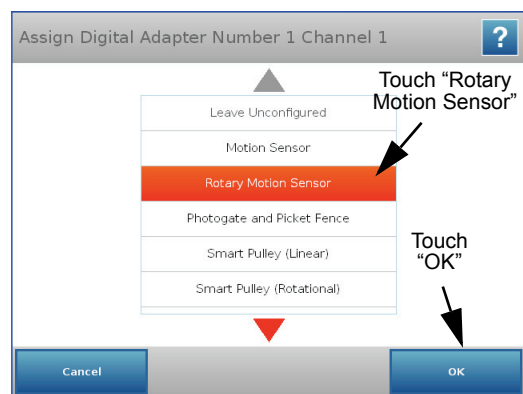 Assign Digital Adapter Number 1 Channel 1
?
Touch “Rotary
Motion Sensor”
Leave Unconfigured
Motion Sensor
Rotary Motion Sensor
Photogate and Picket Fence
Smart Pulley (Linear)
Smart Pulley (Rotational)
Touch
“OK”
Cancel
OK